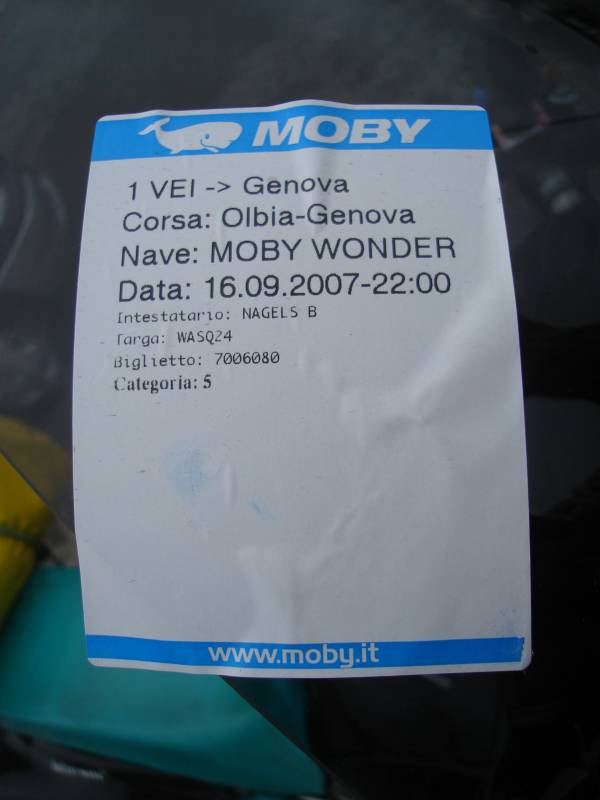 MOBY
1 VEI -> Genova
Corsa: Olbia-Genova
Nave: MOBY WONDER
Data: 16.09.2007-22:00
Intestatario: NAGELS B
Targa: WASQ24
Biglietto: 7006080
Categoria: 5
www.moby.it